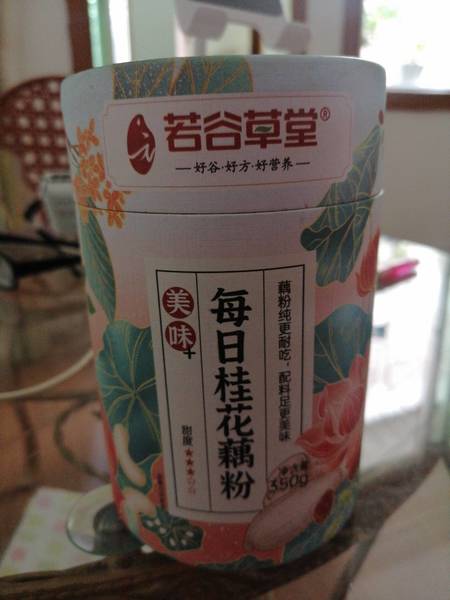 若谷草堂®
—好谷·好方·好营养—
美味+
每日桂花藕粉
藕粉纯更耐吃，配料足更美味
甜度★★★☆☆
净含量
350g